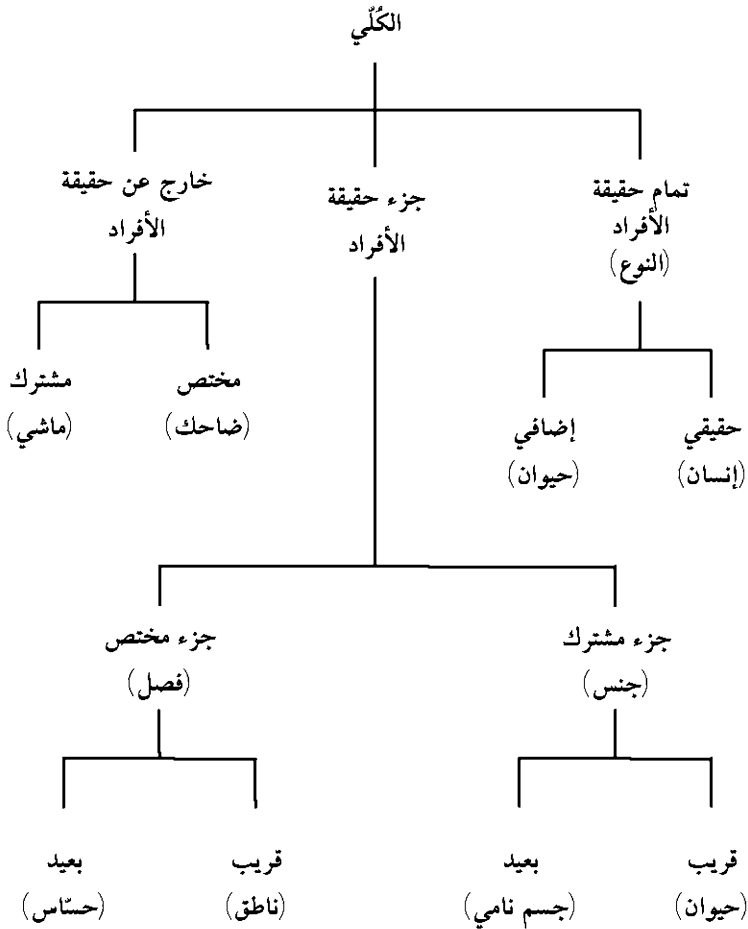 الكُلّي
تمام حقيقة
الأفراد
(النوع)
جزء حقيقة
الأفراد
خارج عن حقيقة
الأفراد
حقيقي
(إنسان)
إضافي
(حيوان)
مختص
(ضاحك)
مشترك
(ماشي)
جزء مشترك
(جنس)
جزء مختص
(فصل)
قريب
(حيوان)
بعيد
(جسم نامي)
قريب
(ناطق)
بعيد
(حسّاس)